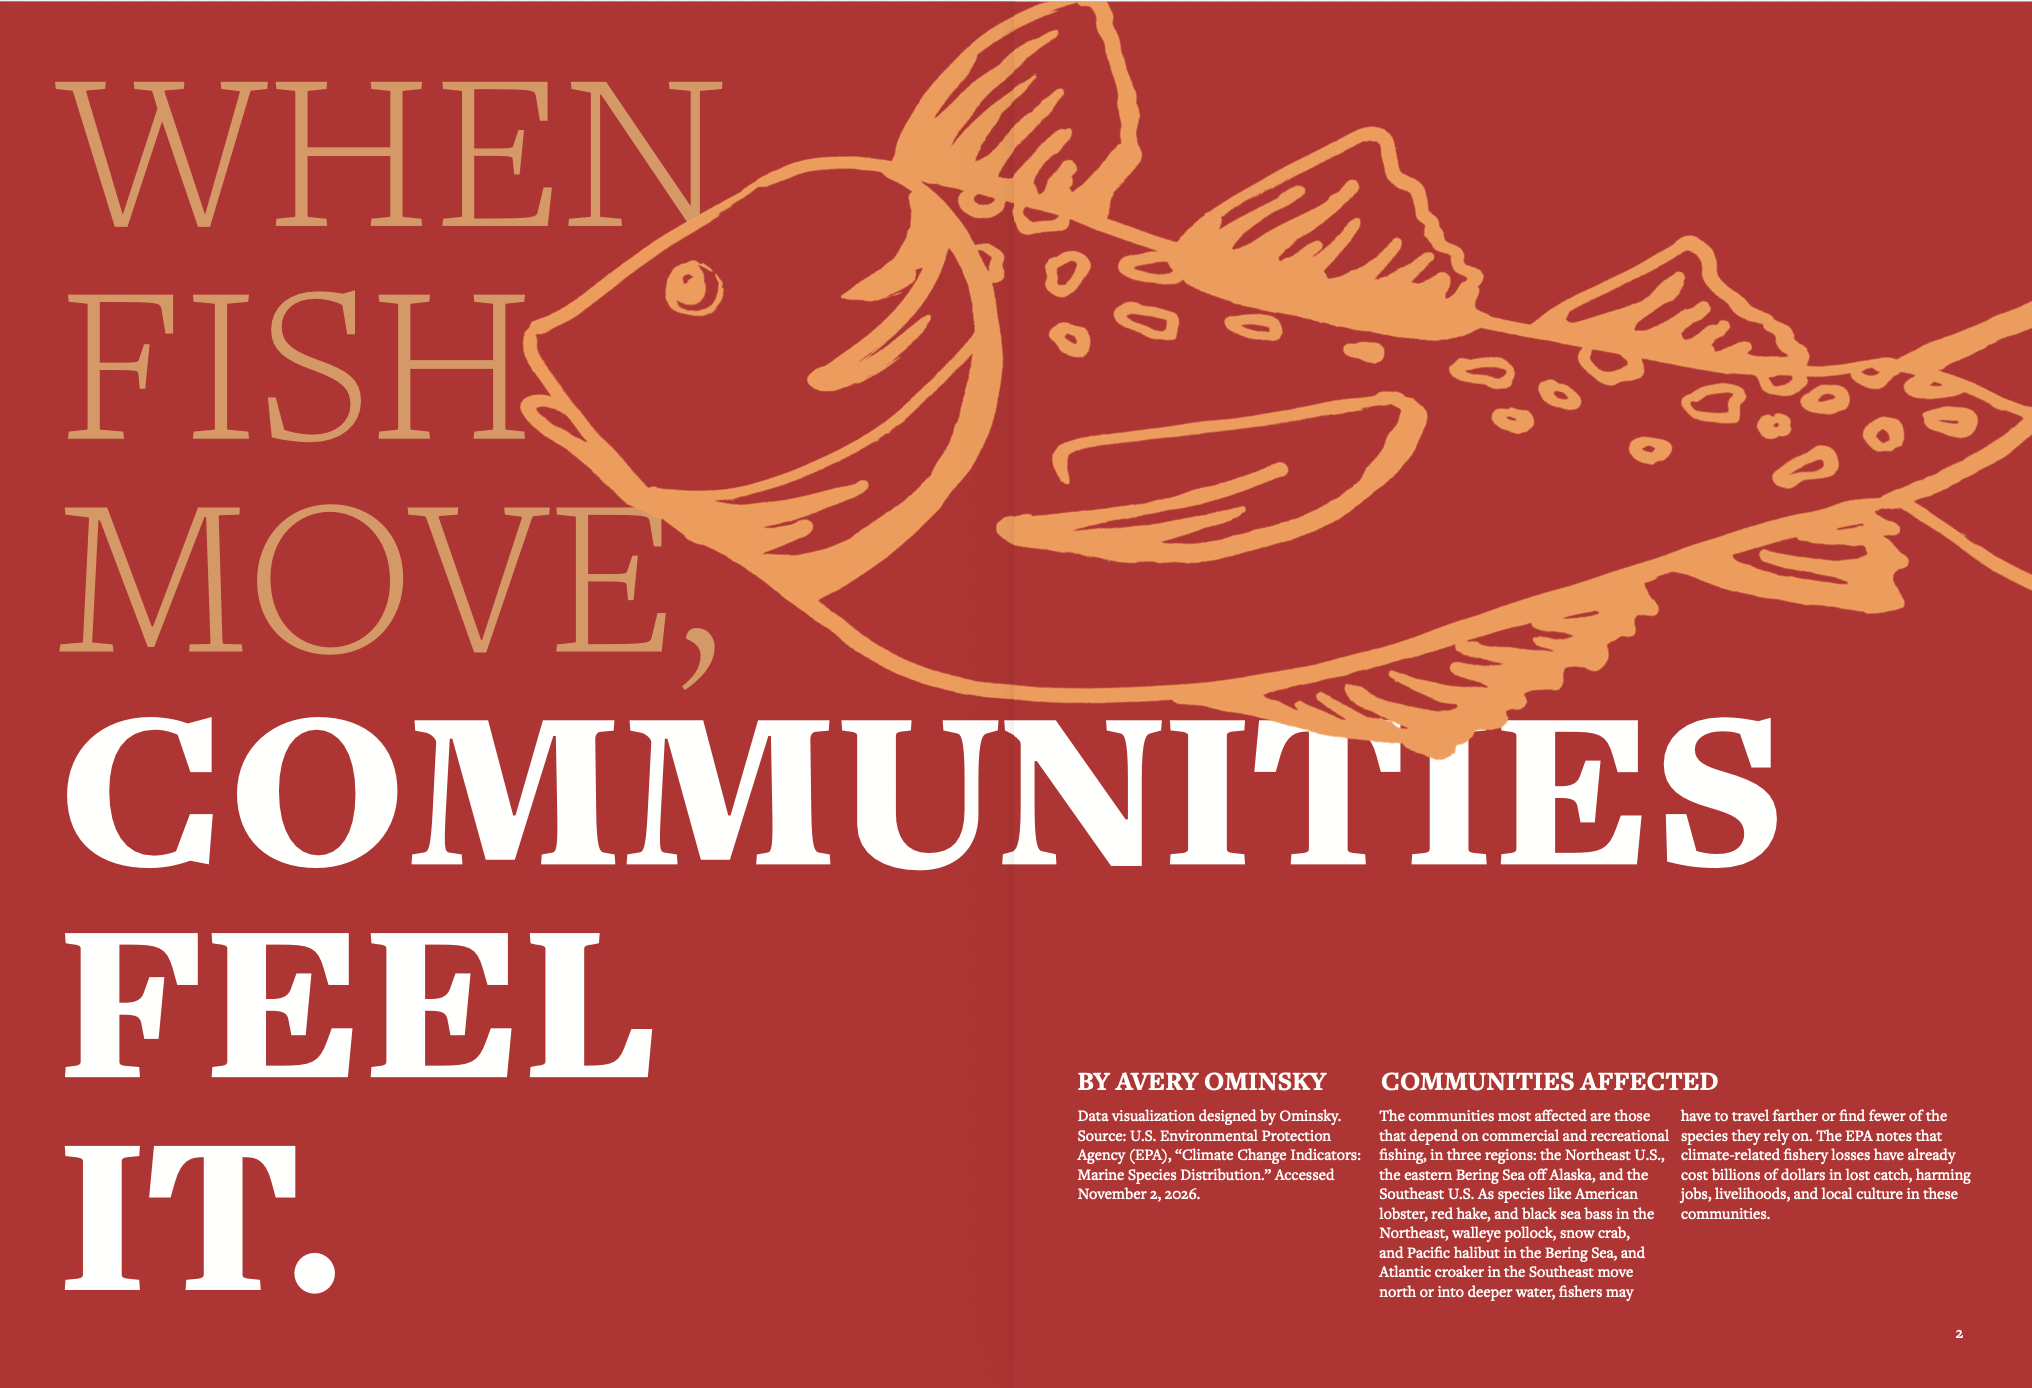 WHEN
FISH
MOVE,
COMMUNITIES
FEEL
IT.
BY AVERY OMINSKY
Data visualization designed by Ominsky.
Source: U.S. Environmental Protection
Agency (EPA), “Climate Change Indicators:
Marine Species Distribution.” Accessed
November 2, 2026.
COMMUNITIES AFFECTED
The communities most affected are those
that depend on commercial and recreational
fishing, in three regions: the Northeast U.S.,
the eastern Bering Sea off Alaska, and the
Southeast U.S. As species like American
lobster, red hake, and black sea bass in the
Northeast, walleye pollock, snow crab,
and Pacific halibut in the Bering Sea, and
Atlantic croaker in the Southeast move
north or into deeper water, fishers may
have to travel farther or find fewer of the
species they rely on. The EPA notes that
climate-related fishery losses have already
cost billions of dollars in lost catch, harming
jobs, livelihoods, and local culture in these
communities.
2